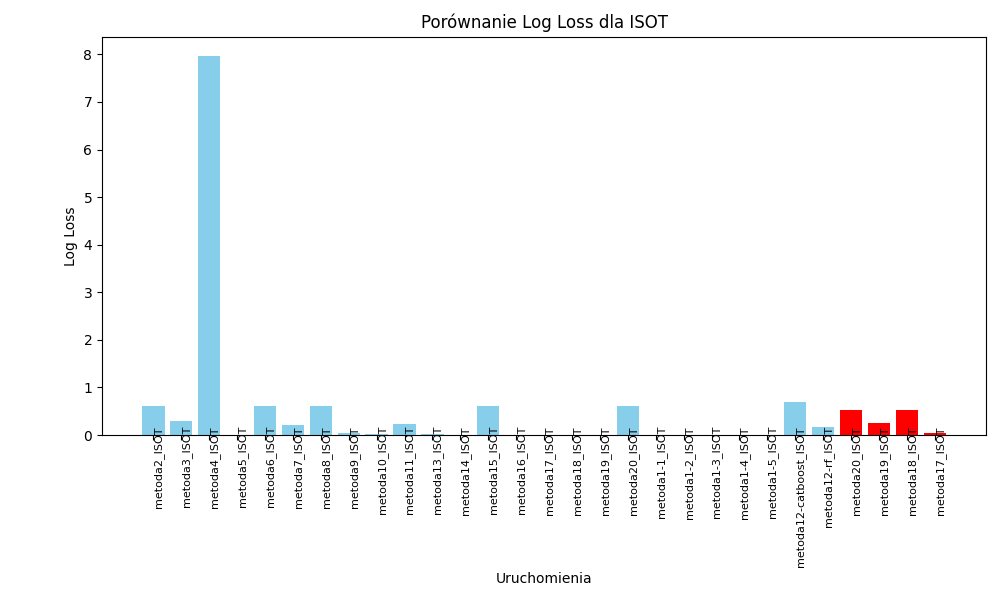 Porównanie Log Loss dla ISOT
Log Loss
8
7
6
5
4
3
2
1
0
metoda2_ISOT
metoda3_ISOT
metoda4_ISOT
metoda5_ISOT
metoda6_ISOT
metoda7_ISOT
metoda8_ISOT
metoda9_ISOT
metoda10_ISOT
metoda11_ISOT
metoda13_ISOT
metoda14_ISOT
metoda15_ISOT
metoda16_ISOT
metoda17_ISOT
metoda18_ISOT
metoda19_ISOT
metoda20_ISOT
metoda1-1_ISOT
metoda1-2_ISOT
metoda1-3_ISOT
metoda1-4_ISOT
metoda1-5_ISOT
metoda12-catboost_ISOT
metoda12-rf_ISOT
metoda20_ISOT
metoda19_ISOT
metoda18_ISOT
metoda17_ISOT
Uruchomienia